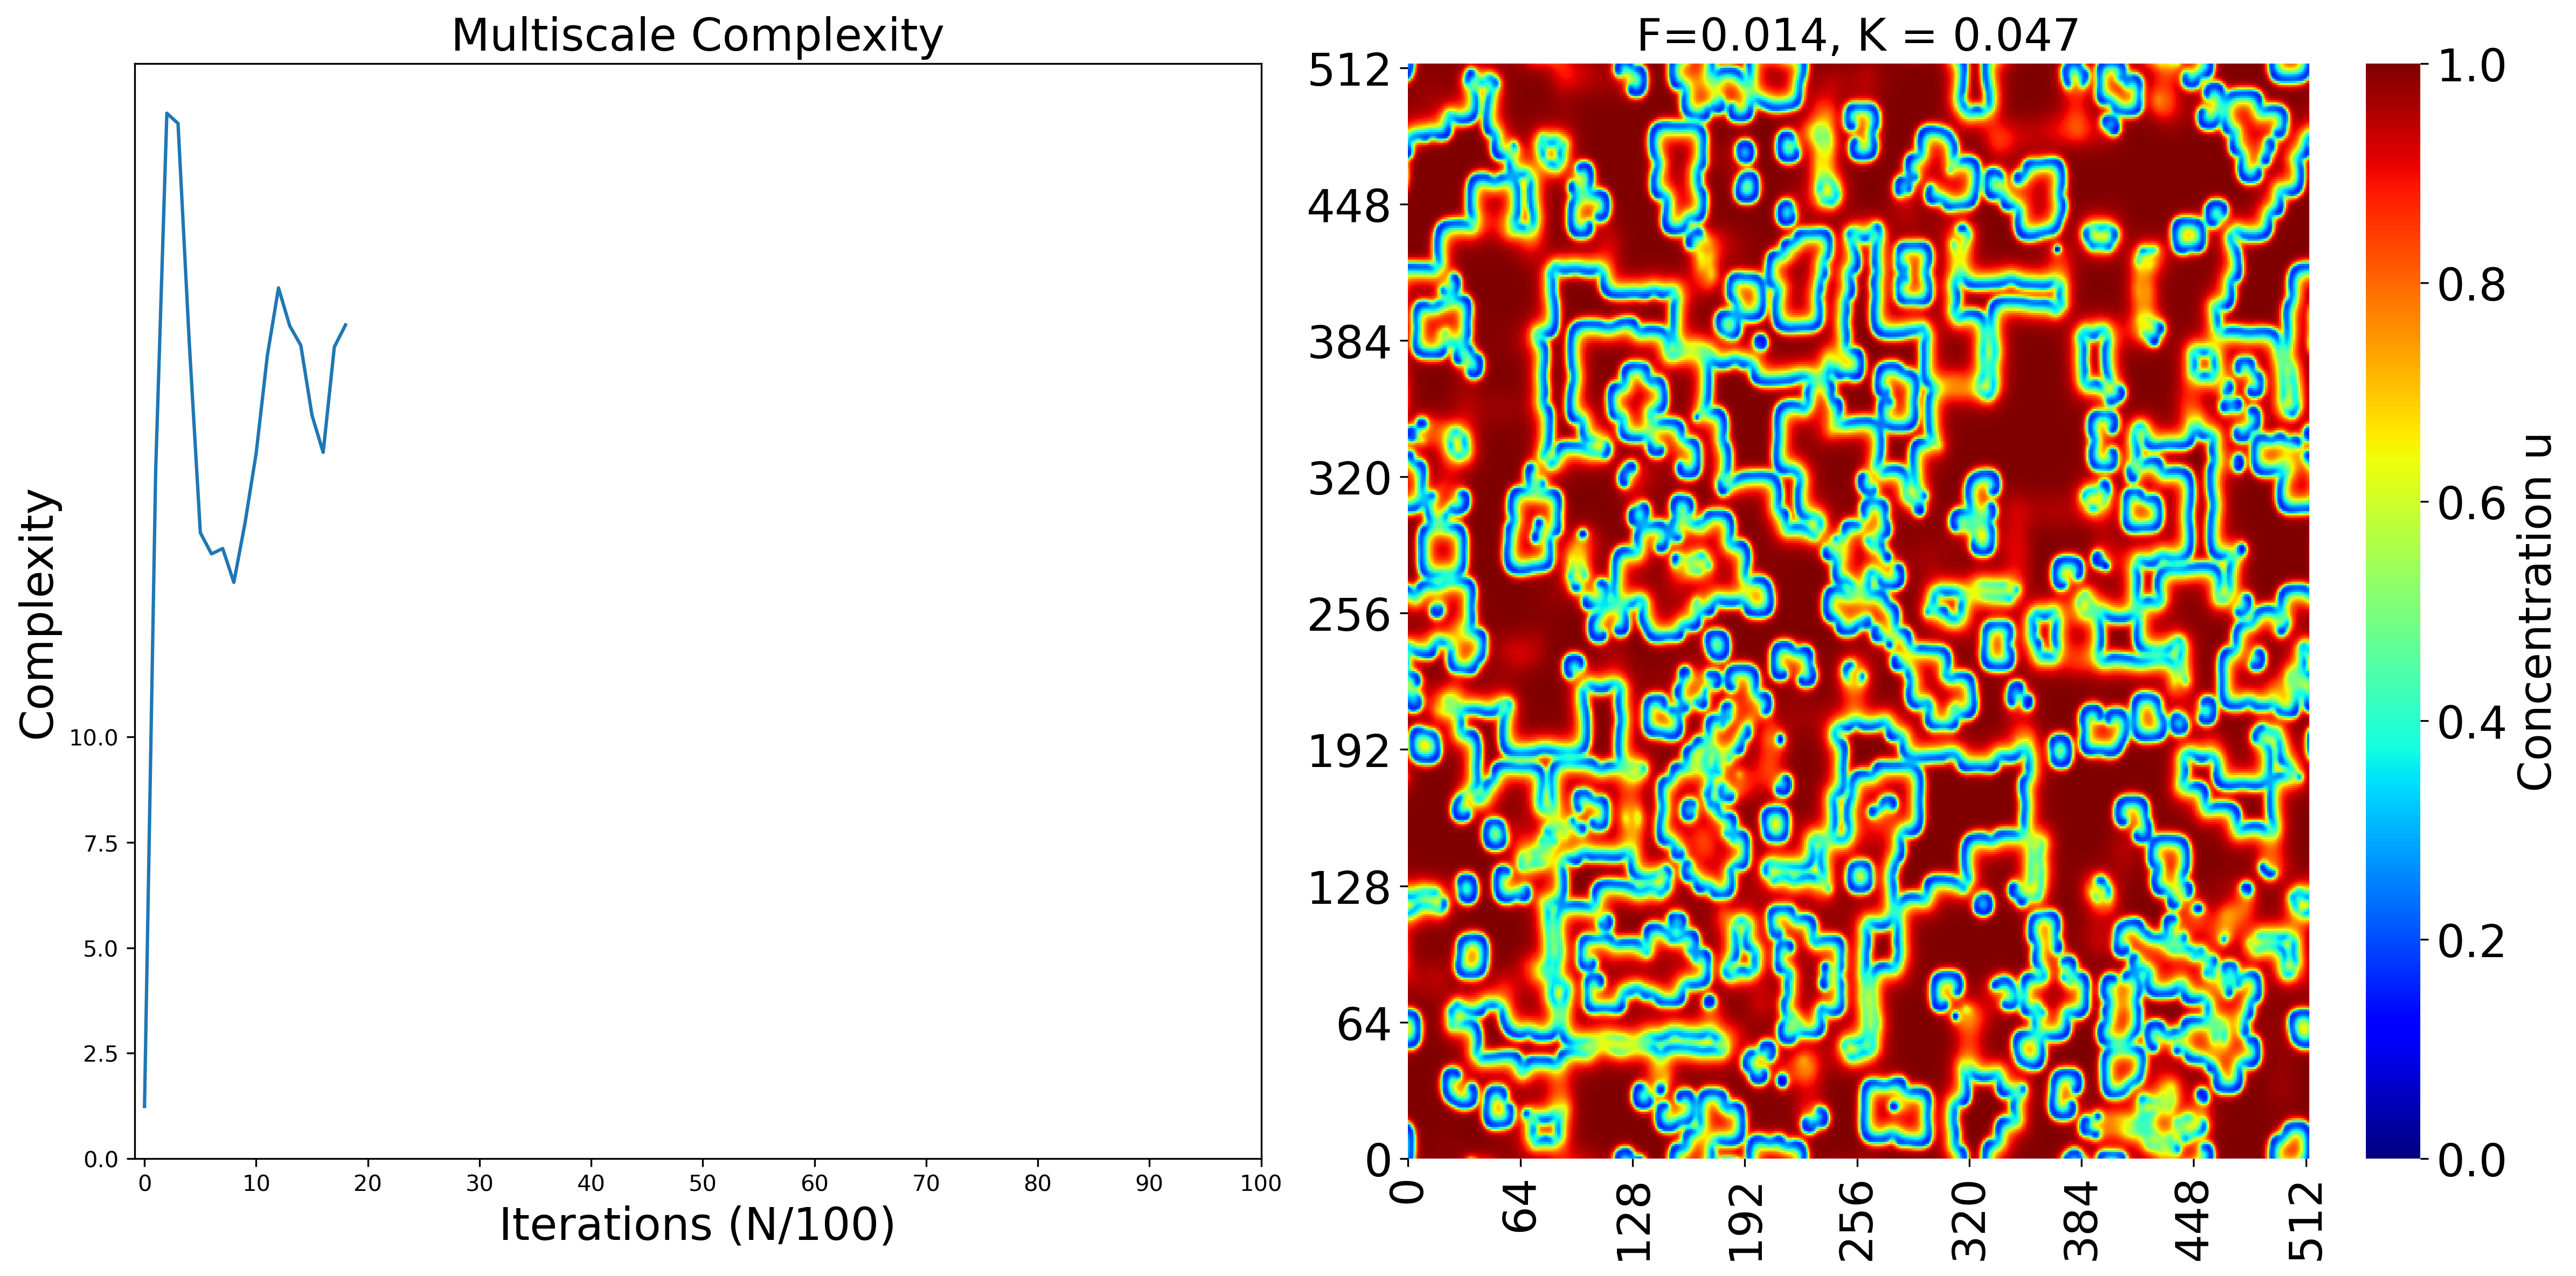 Multiscale Complexity
Complexity
10.0
7.5
5.0
2.5
0.0
0 10 20 30 40 50 60 70 80 90 100
Iterations (N/100)
F=0.014, K = 0.047
512
448
384
320
256
192
128
64
0
0 64 128 192 256 320 384 448 512
1.0
0.8
0.6
0.4
0.2
0.0
Concentration u